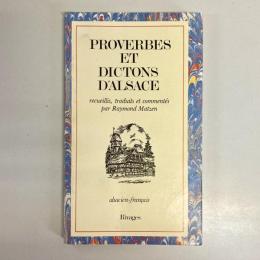 PROVERBES
ET
DICTONS
D'ALSACE
recueillis, traduits et commentés
par Raymond Matzen
alsacien-français
Rivages